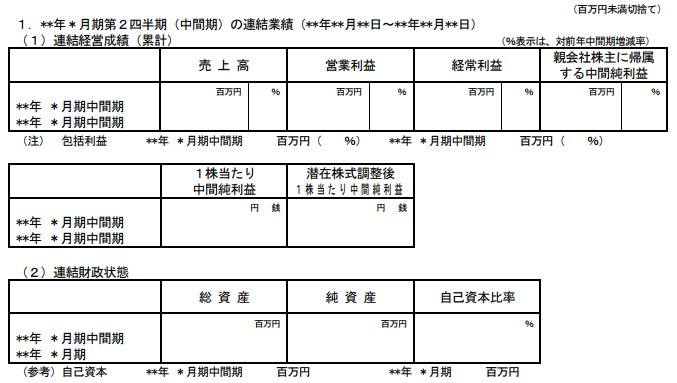 （百万円未満切捨て）
１．**年＊月期第２四半期（中間期）の連結業績（**年**月**日～**年**月**日）
（１）連結経営成績（累計）　（％表示は、対前年中間期増減率）
売 上 高　営業利益　経常利益　親会社株主に帰属
する中間純利益
百万円　％　百万円　％　百万円　％　百万円　％
**年　＊月期中間期
**年　＊月期中間期
（注）　包括利益　**年　＊月期中間期　百万円（　％）　**年　＊月期中間期　百万円（　％）
１株当たり
中間純利益　潜在株式調整後
１株当たり中間純利益
円　銭　円　銭
**年　＊月期中間期
**年　＊月期中間期
（２）連結財政状態
総 資 産　純 資 産　自己資本比率
百万円　百万円　％
**年　＊月期中間期
**年　＊月期
（参考）自己資本　**年　＊月期中間期　百万円　**年　＊月期　百万円